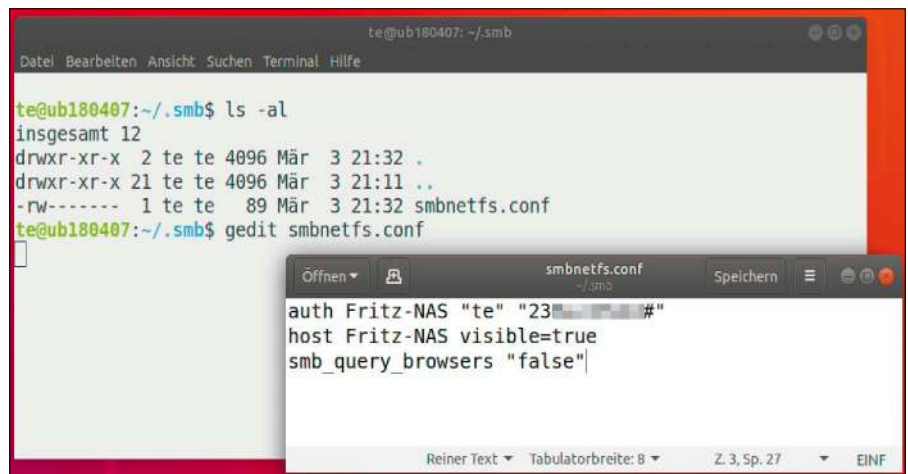 te@ub180407: ~/.smb
Datei Bearbeiten Ansicht Suchen Terminal Hilfe
te@ub180407:~/.smb$ ls -al
insgesamt 12
drwxr-xr-x  2 te te 4096 Mär  3 21:32 .
drwxr-xr-x 21 te te 4096 Mär  3 21:11 ..
-rw-------  1 te te   89 Mär  3 21:32 smbnetfs.conf
te@ub180407:~/.smb$ gedit smbnetfs.conf
Öffnen smbnetfs.conf Speichern
~/.smb
auth Fritz-NAS "te" "23 #"
host Fritz-NAS visible=true
smb_query_browsers "false"
Reiner Text Tabulatorbreite: 8 Z. 3, Sp. 27 EINF